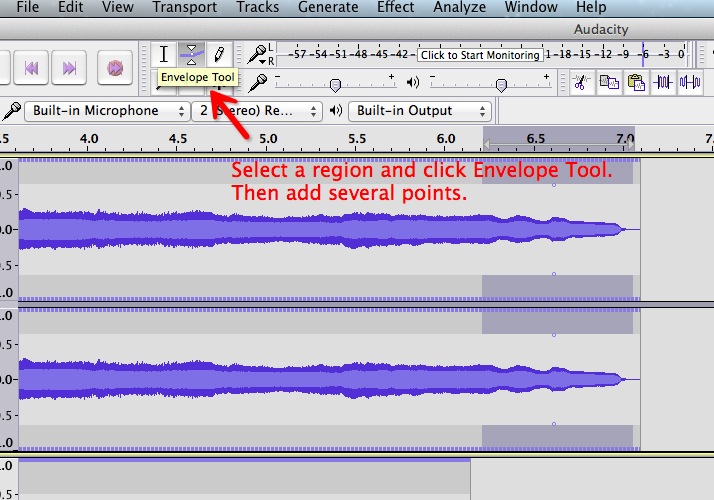 File Edit View Transport Tracks Generate Effect Analyze Window Help
Audacity
L
R
-57 -54 -51 -48 -45 -42 Click to Start Monitoring -18 -15 -12 -9 -6 -3 0
Envelope Tool
Built-in Microphone 2 Stereo) Re... Built-in Output
.5 4.0 4.5 5.0 5.5 6.0 6.5 7.0 7.5
Select a region and click Envelope Tool.
Then add several points.
1.0
0.5
0.0
0.5
1.0
1.0
0.5
0.0
0.5
1.0
1.0
0.5